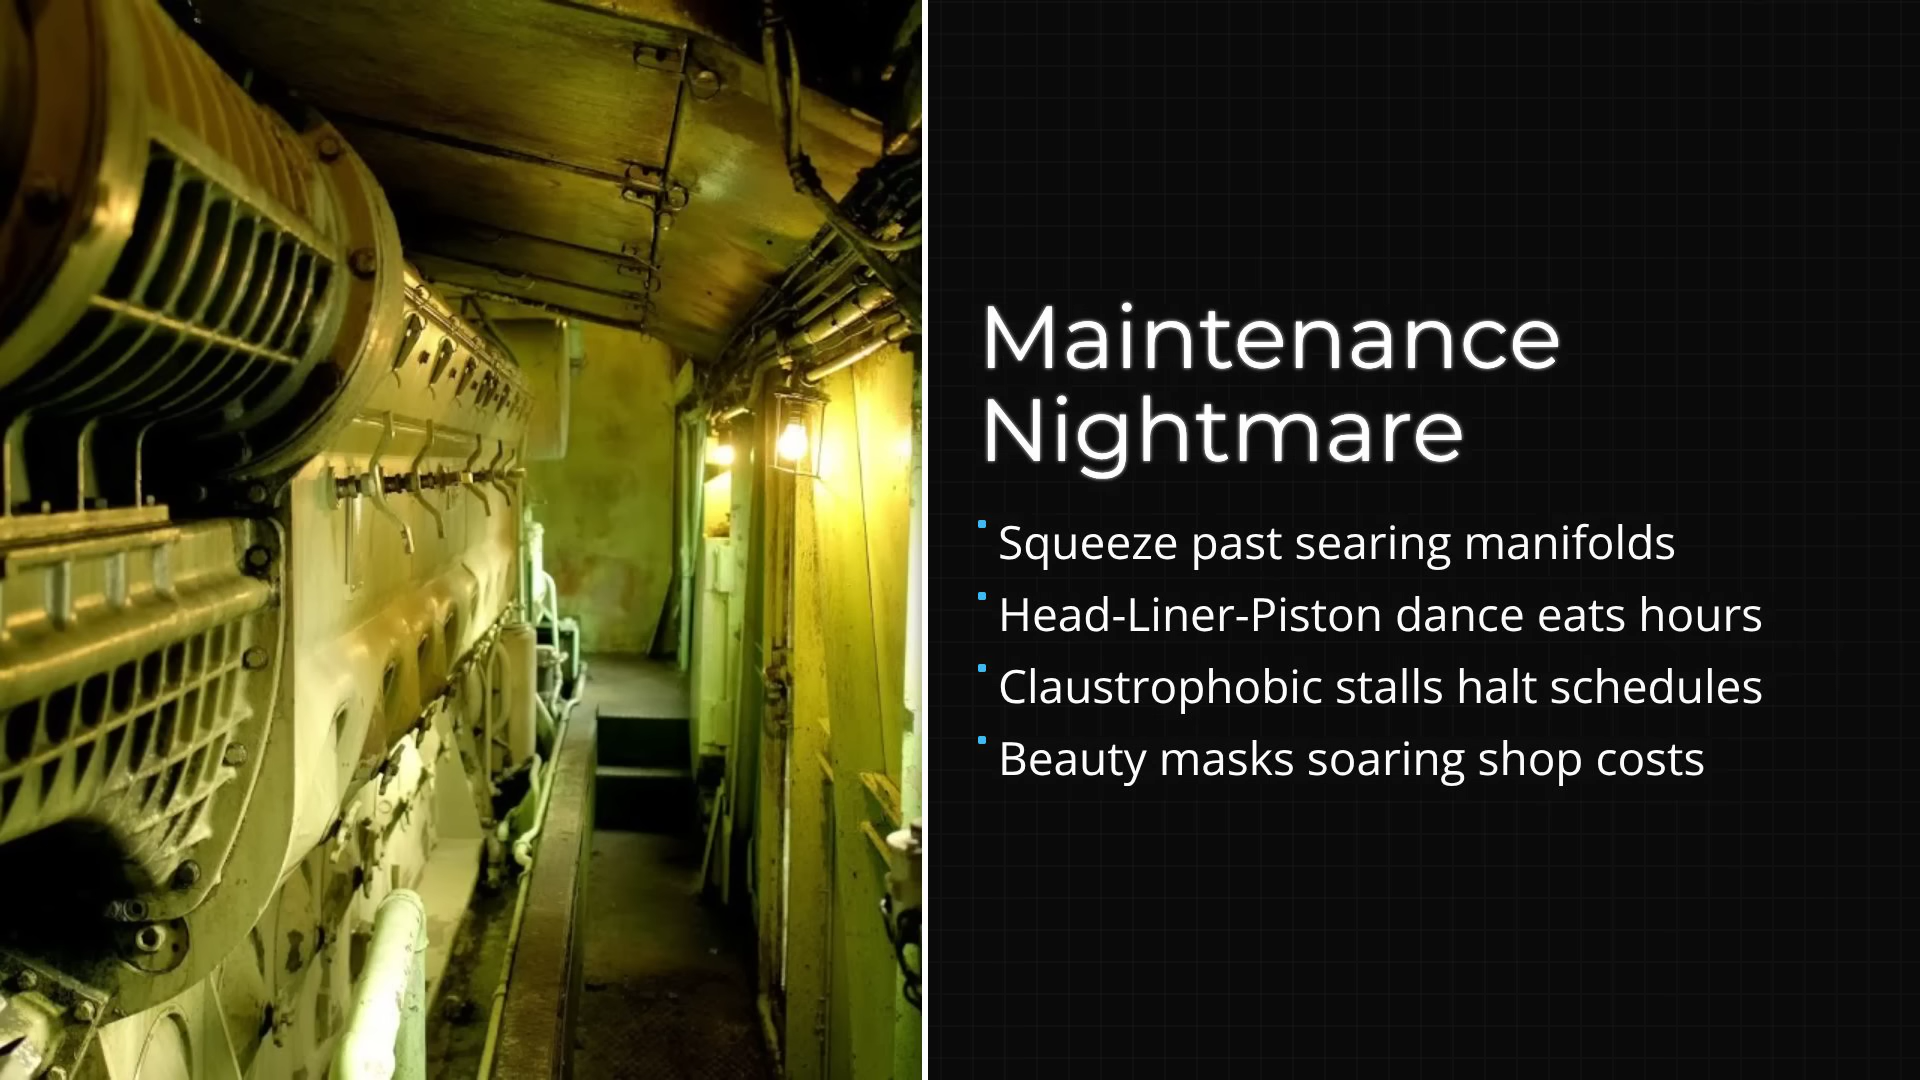 Maintenance
Nightmare
Squeeze past searing manifolds
Head-Liner-Piston dance eats hours
Claustrophobic stalls halt schedules
Beauty masks soaring shop costs